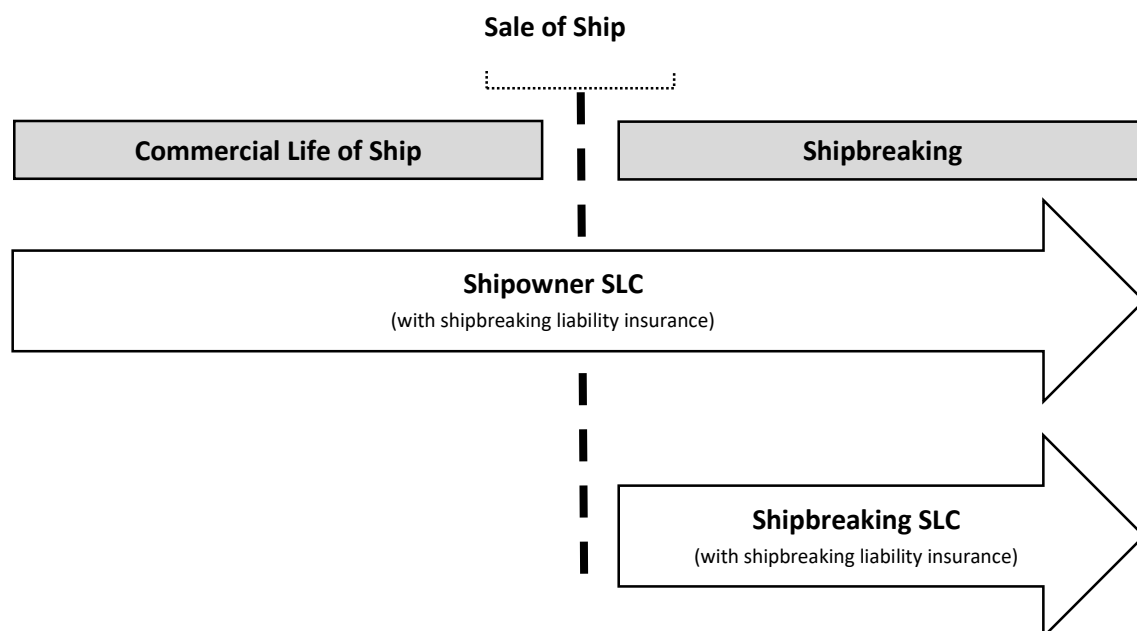 Sale of Ship
Commercial Life of Ship
Shipbreaking
Shipowner SLC
(with shipbreaking liability insurance)
Shipbreaking SLC
(with shipbreaking liability insurance)